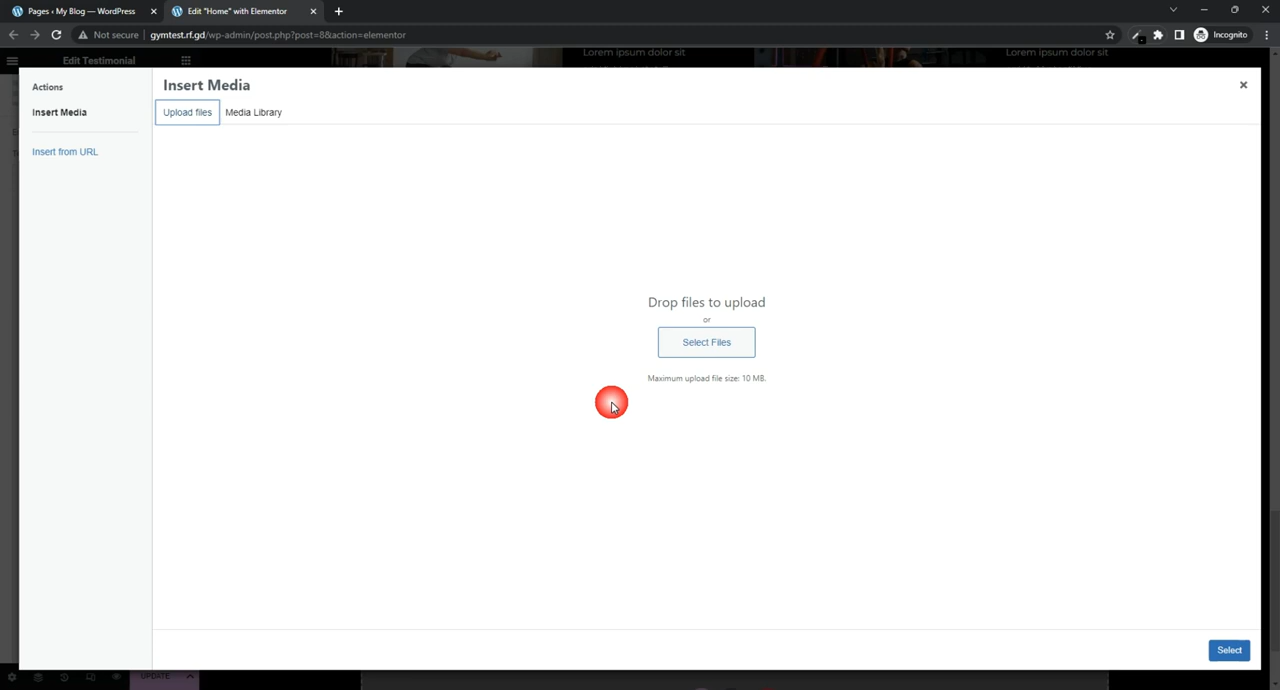 Pages ‹ My Blog — WordPress
Edit "Home" with Elementor
Not secure
gymtest.rf.gd/wp-admin/post.php?post=8&action=elementor
Incognito
Edit Testimonial
Lorem ipsum dolor sit
Lorem ipsum dolor sit
Actions
Insert Media
Insert from URL
Insert Media
Upload files
Media Library
Drop files to upload
or
Select Files
Maximum upload file size: 10 MB.
Select
UPDATE